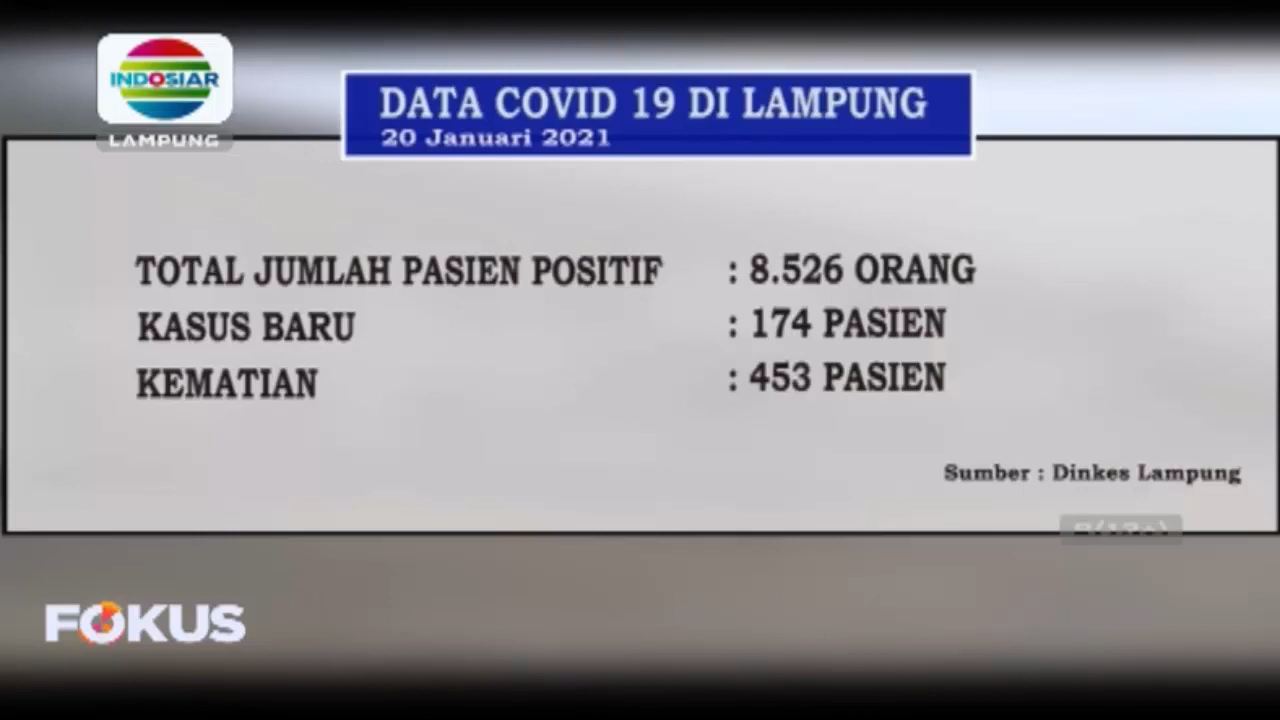 INDOSIAR
LAMPUNG
DATA COVID 19 DI LAMPUNG
20 Januari 2021
TOTAL JUMLAH PASIEN POSITIF : 8.526 ORANG
KASUS BARU : 174 PASIEN
KEMATIAN : 453 PASIEN
Sumber : Dinkes Lampung
FOKUS